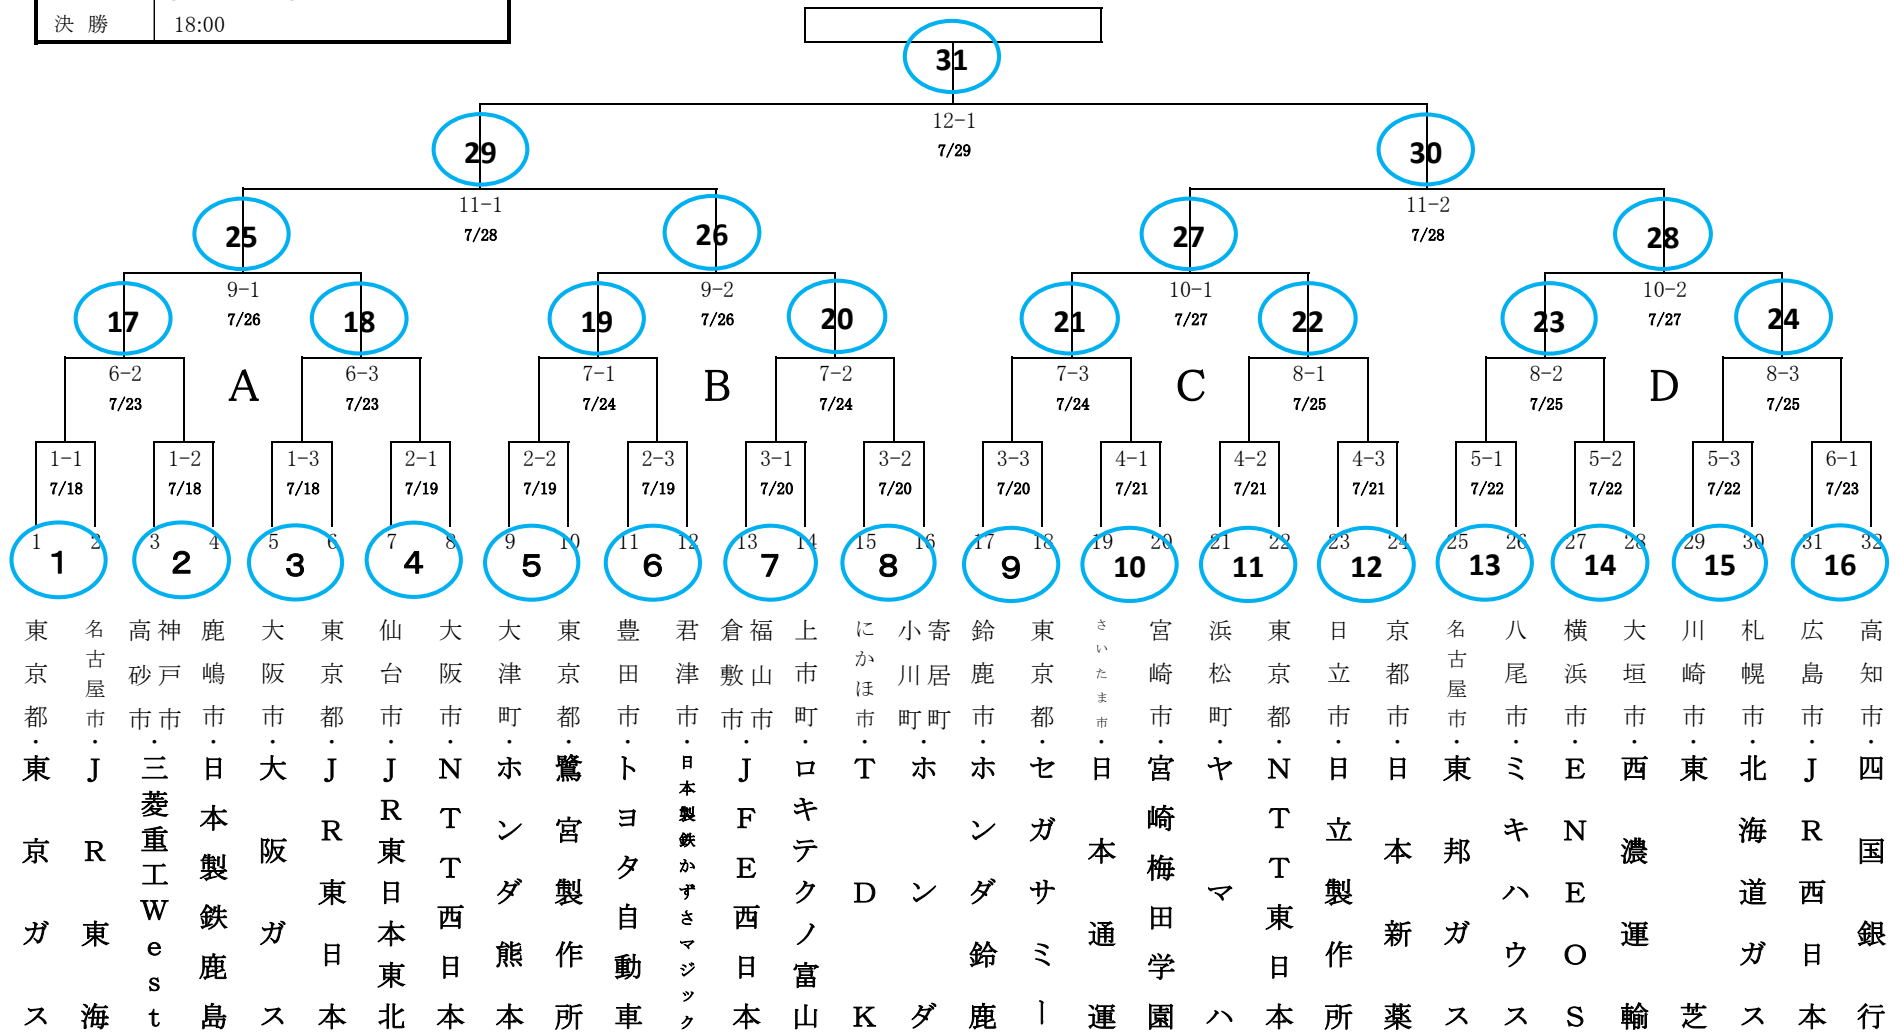 決 勝 18:00
31
12-1
7/29
29 30
11-1 11-2
7/28 7/28
25 26 27 28
9-1 9-2 10-1 10-2
7/26 7/26 7/27 7/27
17 18 19 20 21 22 23 24
A B C D
6-2 6-3 7-1 7-2 7-3 8-1 8-2 8-3
7/23 7/23 7/24 7/24 7/24 7/25 7/25 7/25
1-1 1-2 1-3 2-1 2-2 2-3 3-1 3-2 3-3 4-1 4-2 4-3 5-1 5-2 5-3 6-1
7/18 7/18 7/18 7/19 7/19 7/19 7/20 7/20 7/20 7/21 7/21 7/21 7/22 7/22 7/22 7/23
1 2 3 4 5 6 7 8 9 10 11 12 13 14 15 16 17 18 19 20 21 22 23 24 25 26 27 28 29 30 31 32
1 2 3 4 5 6 7 8 9 10 11 12 13 14 15 16
東京都・東京ガス
名古屋市・JR東海
神戸市高砂市・三菱重工West
鹿嶋市・日本製鉄鹿島
大阪市・大阪ガス
東京都・JR東日本
仙台市・JR東日本東北
大阪市・NTT西日本
大津町・ホンダ熊本
東京都・鷺宮製作所
豊田市・トヨタ自動車
君津市・日本製鉄かずさマジック
福山市倉敷市・JFE西日本
上市町・ロキテクノ富山
にかほ市・TDK
寄居町小川町・ホンダ
鈴鹿市・ホンダ鈴鹿
東京都・セガサミー
さいたま市・日本通運
宮崎市・宮崎梅田学園
浜松町・ヤマハ
東京都・NTT東日本
日立市・日立製作所
京都市・日本新薬
名古屋市・東邦ガス
八尾市・ミキハウス
横浜市・ENEOS
大垣市・西濃運輸
川崎市・東芝
札幌市・北海道ガス
広島市・JR西日本
高知市・四国銀行